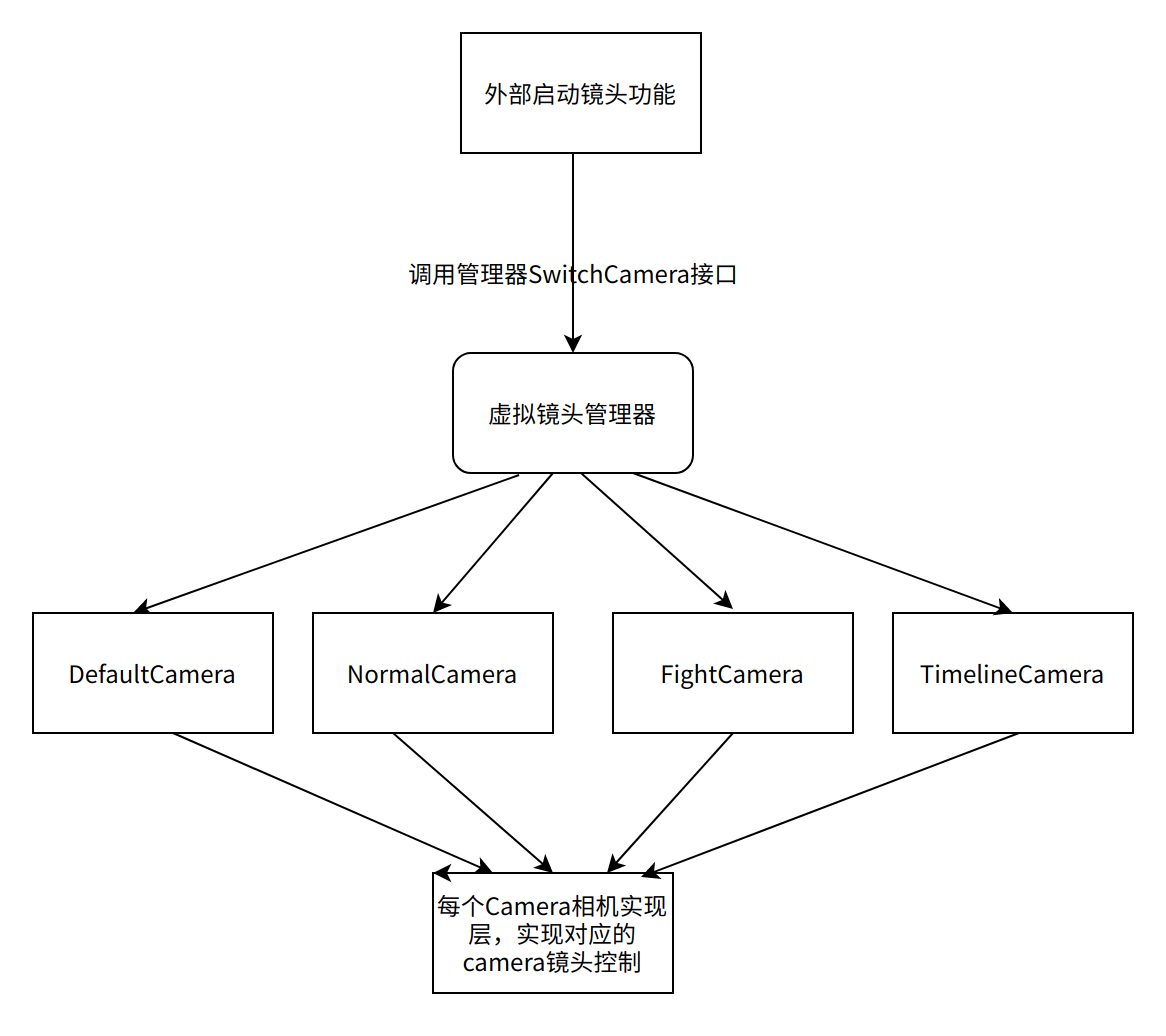 外部启动镜头功能
调用管理器SwitchCamera接口
虚拟镜头管理器
DefaultCamera
NormalCamera
FightCamera
TimelineCamera
每个Camera相机实现
层，实现对应的
camera镜头控制